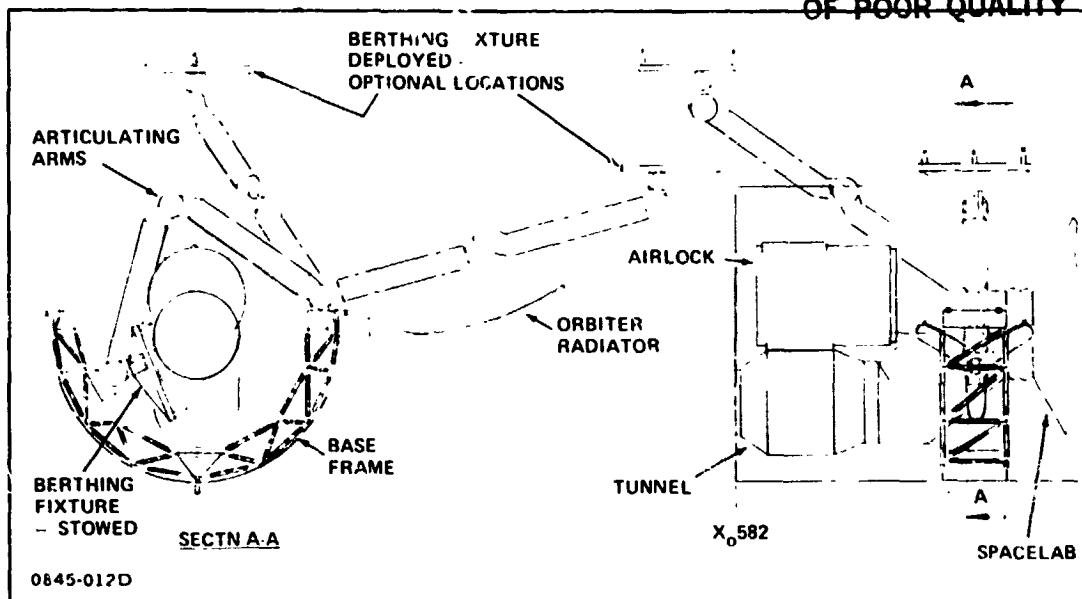 OF POOR QUALITY
BERTHING XTURE
DEPLOYED -
OPTIONAL LOCATIONS
ARTICULATING
ARMS
A
AIRLOCK
ORBITER
RADIATOR
BASE
FRAME
BERTHING
FIXTURE
– STOWED
SECTN A-A
TUNNEL
X₀582
A
SPACELAB
0845-012D